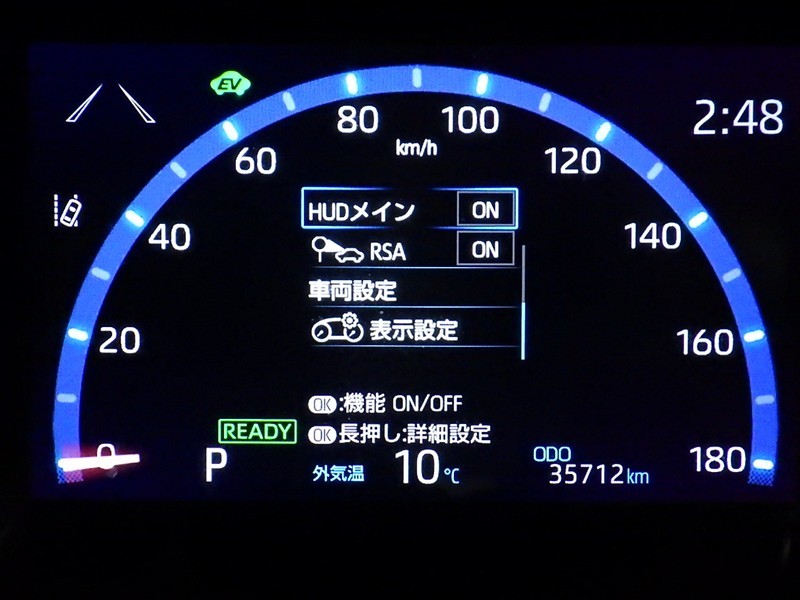 EV
2:48
80 100
km/h
60 120
40 140
20 160
0 180
HUDメイン ON
RSA ON
車両設定
表示設定
OK:機能 ON/OFF
OK長押し:詳細設定
READY
P
外気温 10℃
ODO
35712km